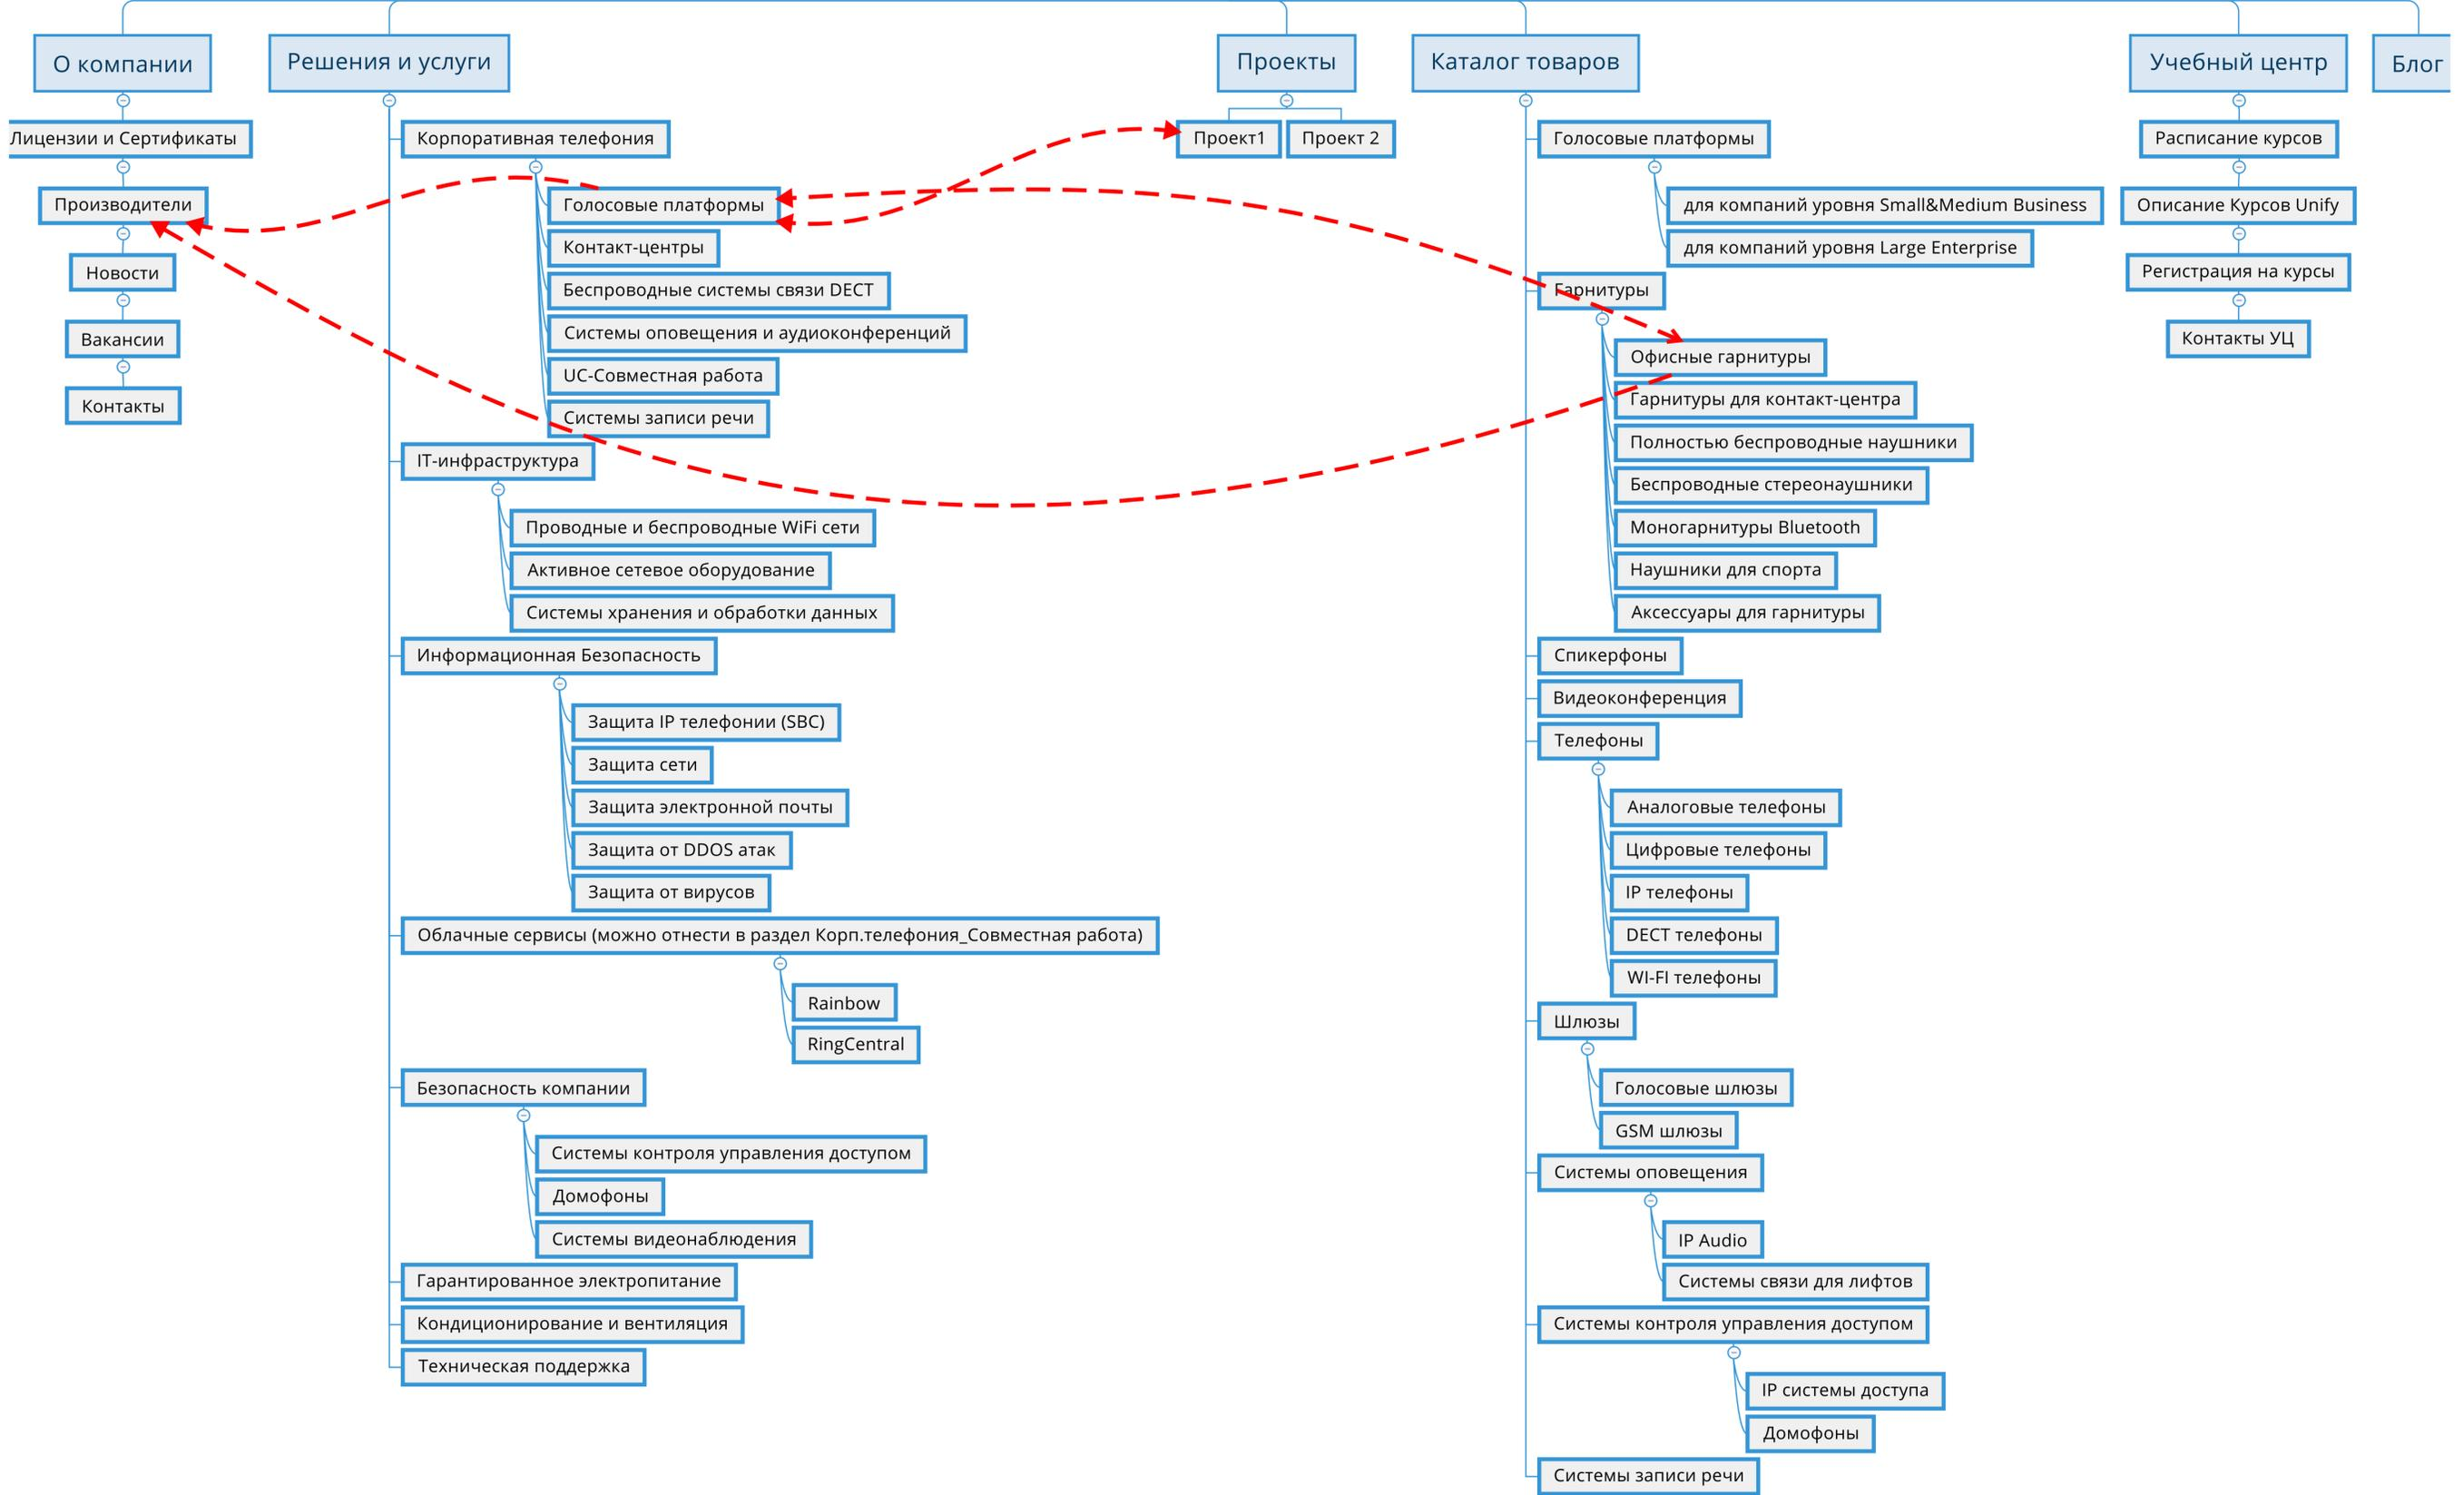 О компании
Лицензии и Сертификаты
Производители
Новости
Вакансии
Контакты
Решения и услуги
Корпоративная телефония
Голосовые платформы
Контакт-центры
Беспроводные системы связи DECT
Системы оповещения и аудиоконференций
UC-Совместная работа
Системы записи речи
IT-инфраструктура
Проводные и беспроводные WiFi сети
Активное сетевое оборудование
Системы хранения и обработки данных
Информационная Безопасность
Защита IP телефонии (SBC)
Защита сети
Защита электронной почты
Защита от DDOS атак
Защита от вирусов
Облачные сервисы (можно отнести в раздел Корп.телефония_Совместная работа)
Rainbow
RingCentral
Безопасность компании
Системы контроля управления доступом
Домофоны
Системы видеонаблюдения
Гарантированное электропитание
Кондиционирование и вентиляция
Техническая поддержка
Проекты
Проект1
Проект 2
Каталог товаров
Голосовые платформы
для компаний уровня Small&Medium Business
для компаний уровня Large Enterprise
Гарнитуры
Офисные гарнитуры
Гарнитуры для контакт-центра
Полностью беспроводные наушники
Беспроводные стереонаушники
Моногарнитуры Bluetooth
Наушники для спорта
Аксессуары для гарнитуры
Спикерфоны
Видеоконференция
Телефоны
Аналоговые телефоны
Цифровые телефоны
IP телефоны
DECT телефоны
WI-FI телефоны
Шлюзы
Голосовые шлюзы
GSM шлюзы
Системы оповещения
IP Audio
Системы связи для лифтов
Системы контроля управления доступом
IP системы доступа
Домофоны
Системы записи речи
Учебный центр
Расписание курсов
Описание Курсов Unify
Регистрация на курсы
Контакты УЦ
Блог